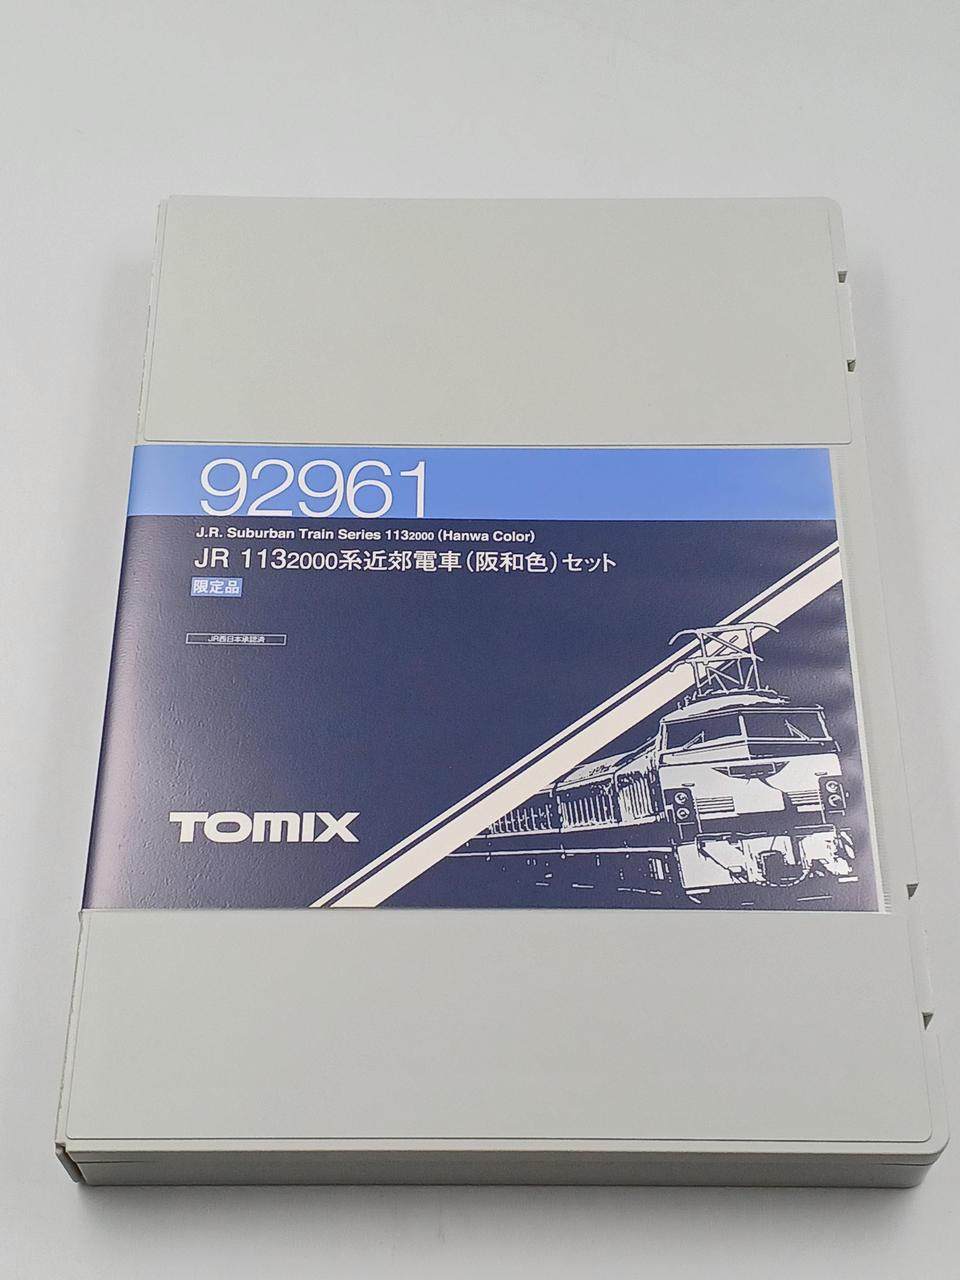 92961
J.R. Suburban Train Series 1132000 (Hanwa Color)
JR 1132000系近郊電車(阪和色)セット
限定品
JR西日本承認済
TOMIX